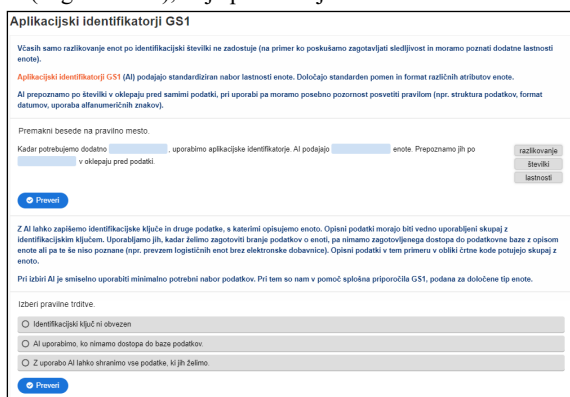 Aplikacijski identifikatorji GS1
Včasih samo razlikovanje enot po identifikacijski številki ne zadostuje (na primer ko poskušamo zagotavljati sledljivost in moramo poznati dodatne lastnosti
enote).
Aplikacijski identifikatorji GS1 (AI) podajajo standardiziran nabor lastnosti enote. Določajo standarden pomen in format različnih atributov enote.
AI prepoznamo po številki v oklepaju pred samimi podatki, pri uporabi pa moramo posebno pozornost posvetiti pravilom (npr. struktura podatkov, format
datumov, uporaba alfanumeričnih znakov).
Premakni besede na pravilno mesto.
Kadar potrebujemo dodatno , uporabimo aplikacijske identifikatorje. AI podajajo enote. Prepoznamo jih po
v oklepaju pred podatki.
razlikovanje
številki
lastnosti
Preveri
Z AI lahko zapišemo identifikacijske ključe in druge podatke, s katerimi opisujemo enoto. Opisni podatki morajo biti vedno uporabljeni skupaj z
identifikacijskim ključem. Uporabljamo jih, kadar želimo zagotoviti branje podatkov o enoti, pa nimamo zagotovljenega dostopa do podatkovne baze z opisom
enote ali pa te še niso poznane (npr. prevzem logističnih enot brez elektronske dobavnice). Opisni podatki v tem primeru v obliki črtne kode potujejo skupaj z
enoto.
Pri izbiri AI je smiselno uporabiti minimalno potrebni nabor podatkov. Pri tem so nam v pomoč splošna priporočila GS1, podana za določene tip enote.
Izberi pravilne trditve.
Identifikacijski ključ ni obvezen
AI uporabimo, ko nimamo dostopa do baze podatkov.
Z uporabo AI lahko shranimo vse podatke, ki jih želimo.
Preveri